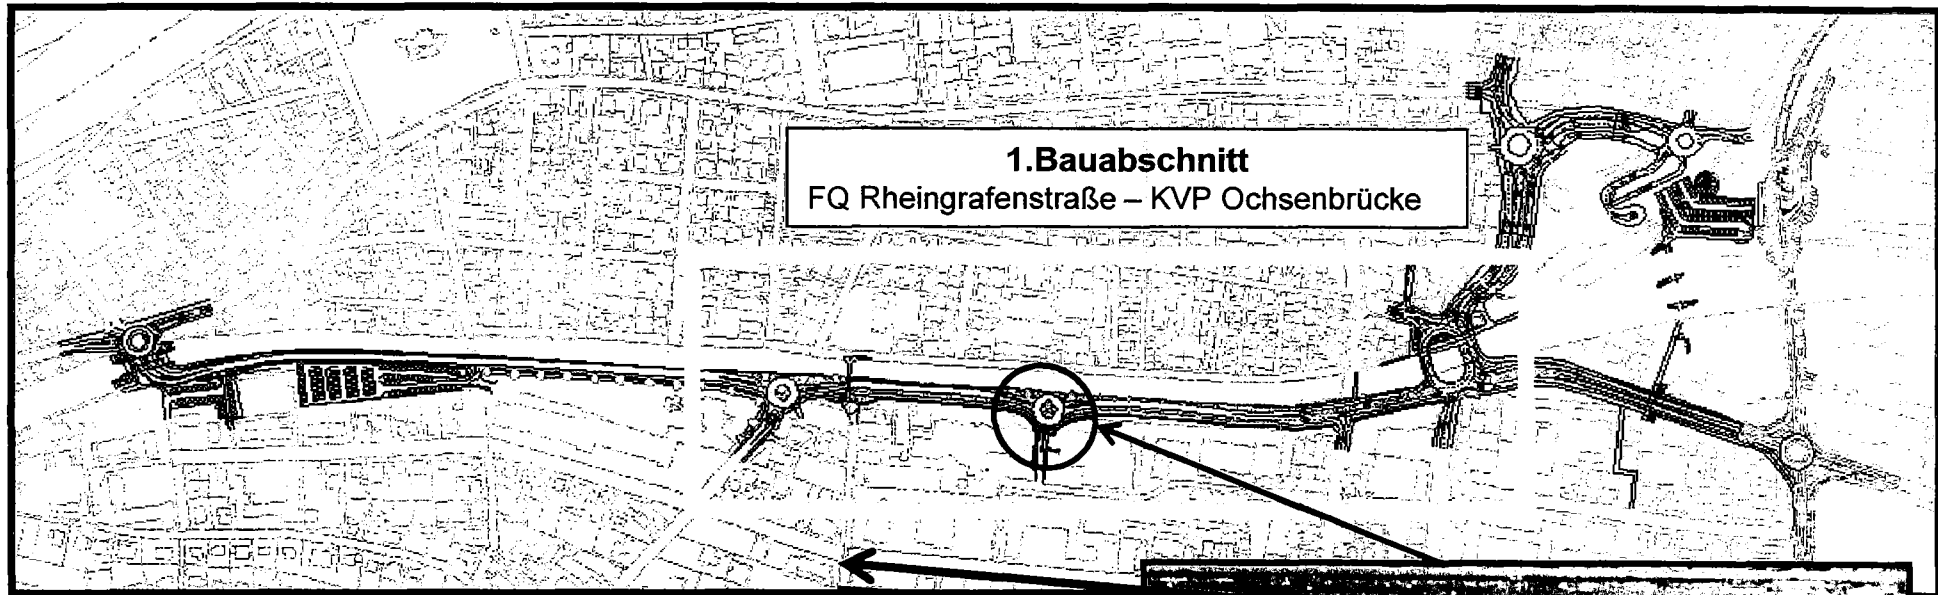 1.Bauabschnitt
FQ Rheingrafenstraße – KVP Ochsenbrücke